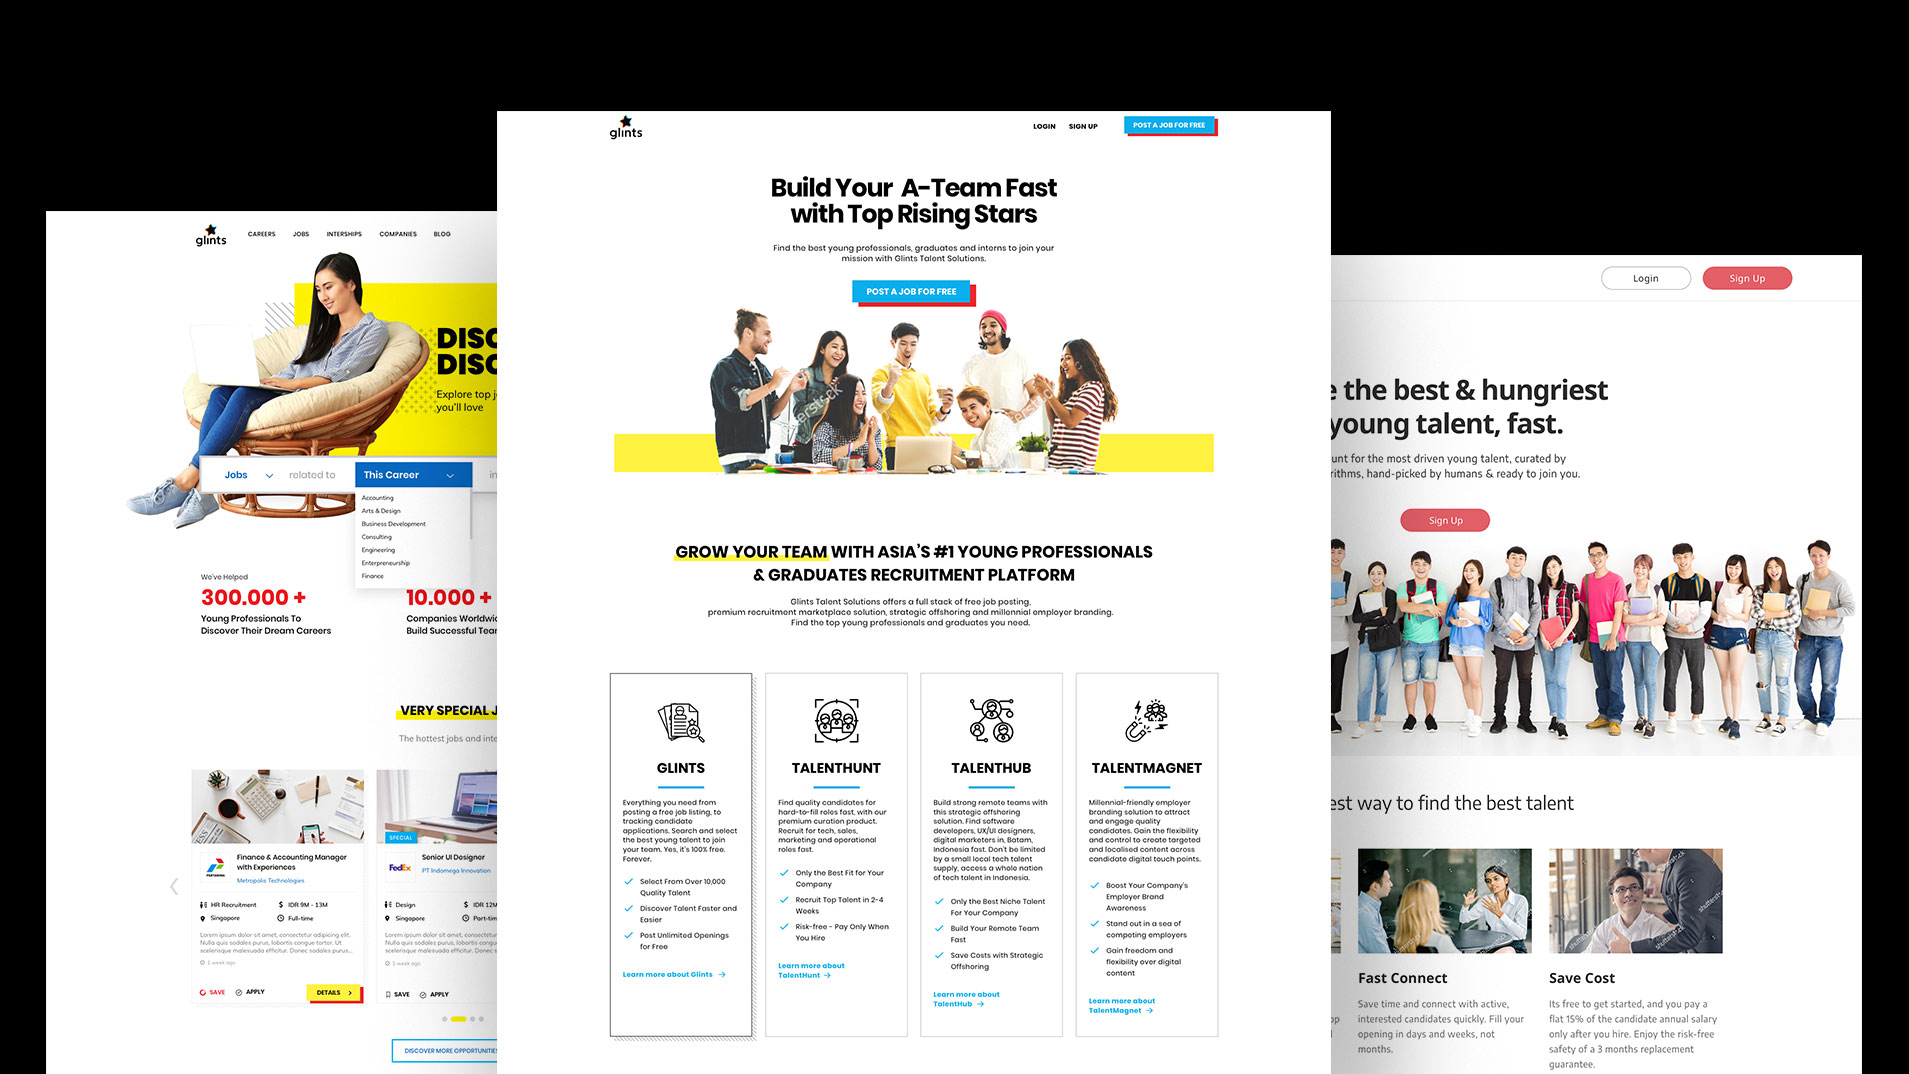 glints
CAREERS
JOBS
INTERSHIPS
COMPANIES
BLOG
DISC
DISC
Explore top j
you'll love
Jobs
related to
This Career
in
Accounting
Arts & Design
Business Development
Consulting
Engineering
Enterpreneurship
Finance
We've Helped
300.000 +
Young Professionals To
Discover Their Dream Careers
10.000 +
Companies Worldwi
Build Successful Tear
VERY SPECIAL J
The hottest jobs and inte
PERTAMINA
Finance & Accounting Manager
with Experiences
Metropolis Technologies
HR Recruitment
$ IDR 9M - 13M
Singapore
Full-time
Lorem ipsum dolor sit amet, consectetur adipiscing elit.
Nulla quis sodales purus, lobortis congue tortor. Ut
scelerisque malesuada efficitur. Donec sodales purus...
1 week ago
SAVE
APPLY
DETAILS
SPECIAL
FedEx
Senior UI Designer
PT Indomega Innovation
Design
$ IDR 12M
Singapore
Part-tim
Lorem ipsum dolor sit amet, cons
Nulla quis sodales purus, lobortis
scelerisque malesuada efficitur. D
1 week ago
SAVE
APPLY
DISCOVER MORE OPPORTUNITIES
glints
LOGIN
SIGN UP
POST A JOB FOR FREE
Build Your A-Team Fast
with Top Rising Stars
Find the best young professionals, graduates and interns to join your
mission with Glints Talent Solutions.
POST A JOB FOR FREE
GROW YOUR TEAM WITH ASIA'S #1 YOUNG PROFESSIONALS
& GRADUATES RECRUITMENT PLATFORM
Glints Talent Solutions offers a full stack of free job posting,
premium recruitment marketplace solution, strategic offshoring and millennial employer branding.
Find the top young professionals and graduates you need.
GLINTS
Everything you need from
posting a free job listing, to
tracking candidate
applications. Search and select
the best young talent to join
your team. Yes, it's 100% free.
Forever.
Select From Over 10,000
Quality Talent
Discover Talent Faster and
Easier
Post Unlimited Openings
for Free
Learn more about Glints
TALENTHUNT
Find quality candidates for
hard-to-fill roles fast, with our
premium curation product.
Recruit for tech, sales,
marketing and operational
roles fast.
Only the Best Fit for Your
Company
Recruit Top Talent in 2-4
Weeks
Risk-free - Pay Only When
You Hire
Learn more about
TalentHunt
TALENTHUB
Build strong remote teams with
this strategic offshoring
solution. Find software
developers, UX/UI designers,
digital marketers in, Batam,
Indonesia fast. Don't be limited
by a small local tech talent
supply, access a whole nation
of tech talent in Indonesia.
Only the Best Niche Talent
For Your Company
Build Your Remote Team
Fast
Save Costs with Strategic
Offshoring
Learn more about
TalentHub
TALENTMAGNET
Millennial-friendly employer
branding solution to attract
and engage quality
candidates. Gain the flexibility
and control to create targeted
and localised content across
candidate digital touch points.
Boost Your Company's
Employer Brand
Awareness
Stand out in a sea of
competing employers
Gain freedom and
flexibility over digital
content
Learn more about
TalentMagnet
Login
Sign Up
e the best & hungriest
young talent, fast.
unt for the most driven young talent, curated by
rithms, hand-picked by humans & ready to join you.
Sign Up
est way to find the best talent
shutterstock
shutterstock
Fast Connect
Save time and connect with active,
interested candidates quickly. Fill your
opening in days and weeks, not
months.
Save Cost
Its free to get started, and you pay a
flat 15% of the candidate annual salary
only after you hire. Enjoy the risk-free
safety of a 3 months replacement
guarantee.